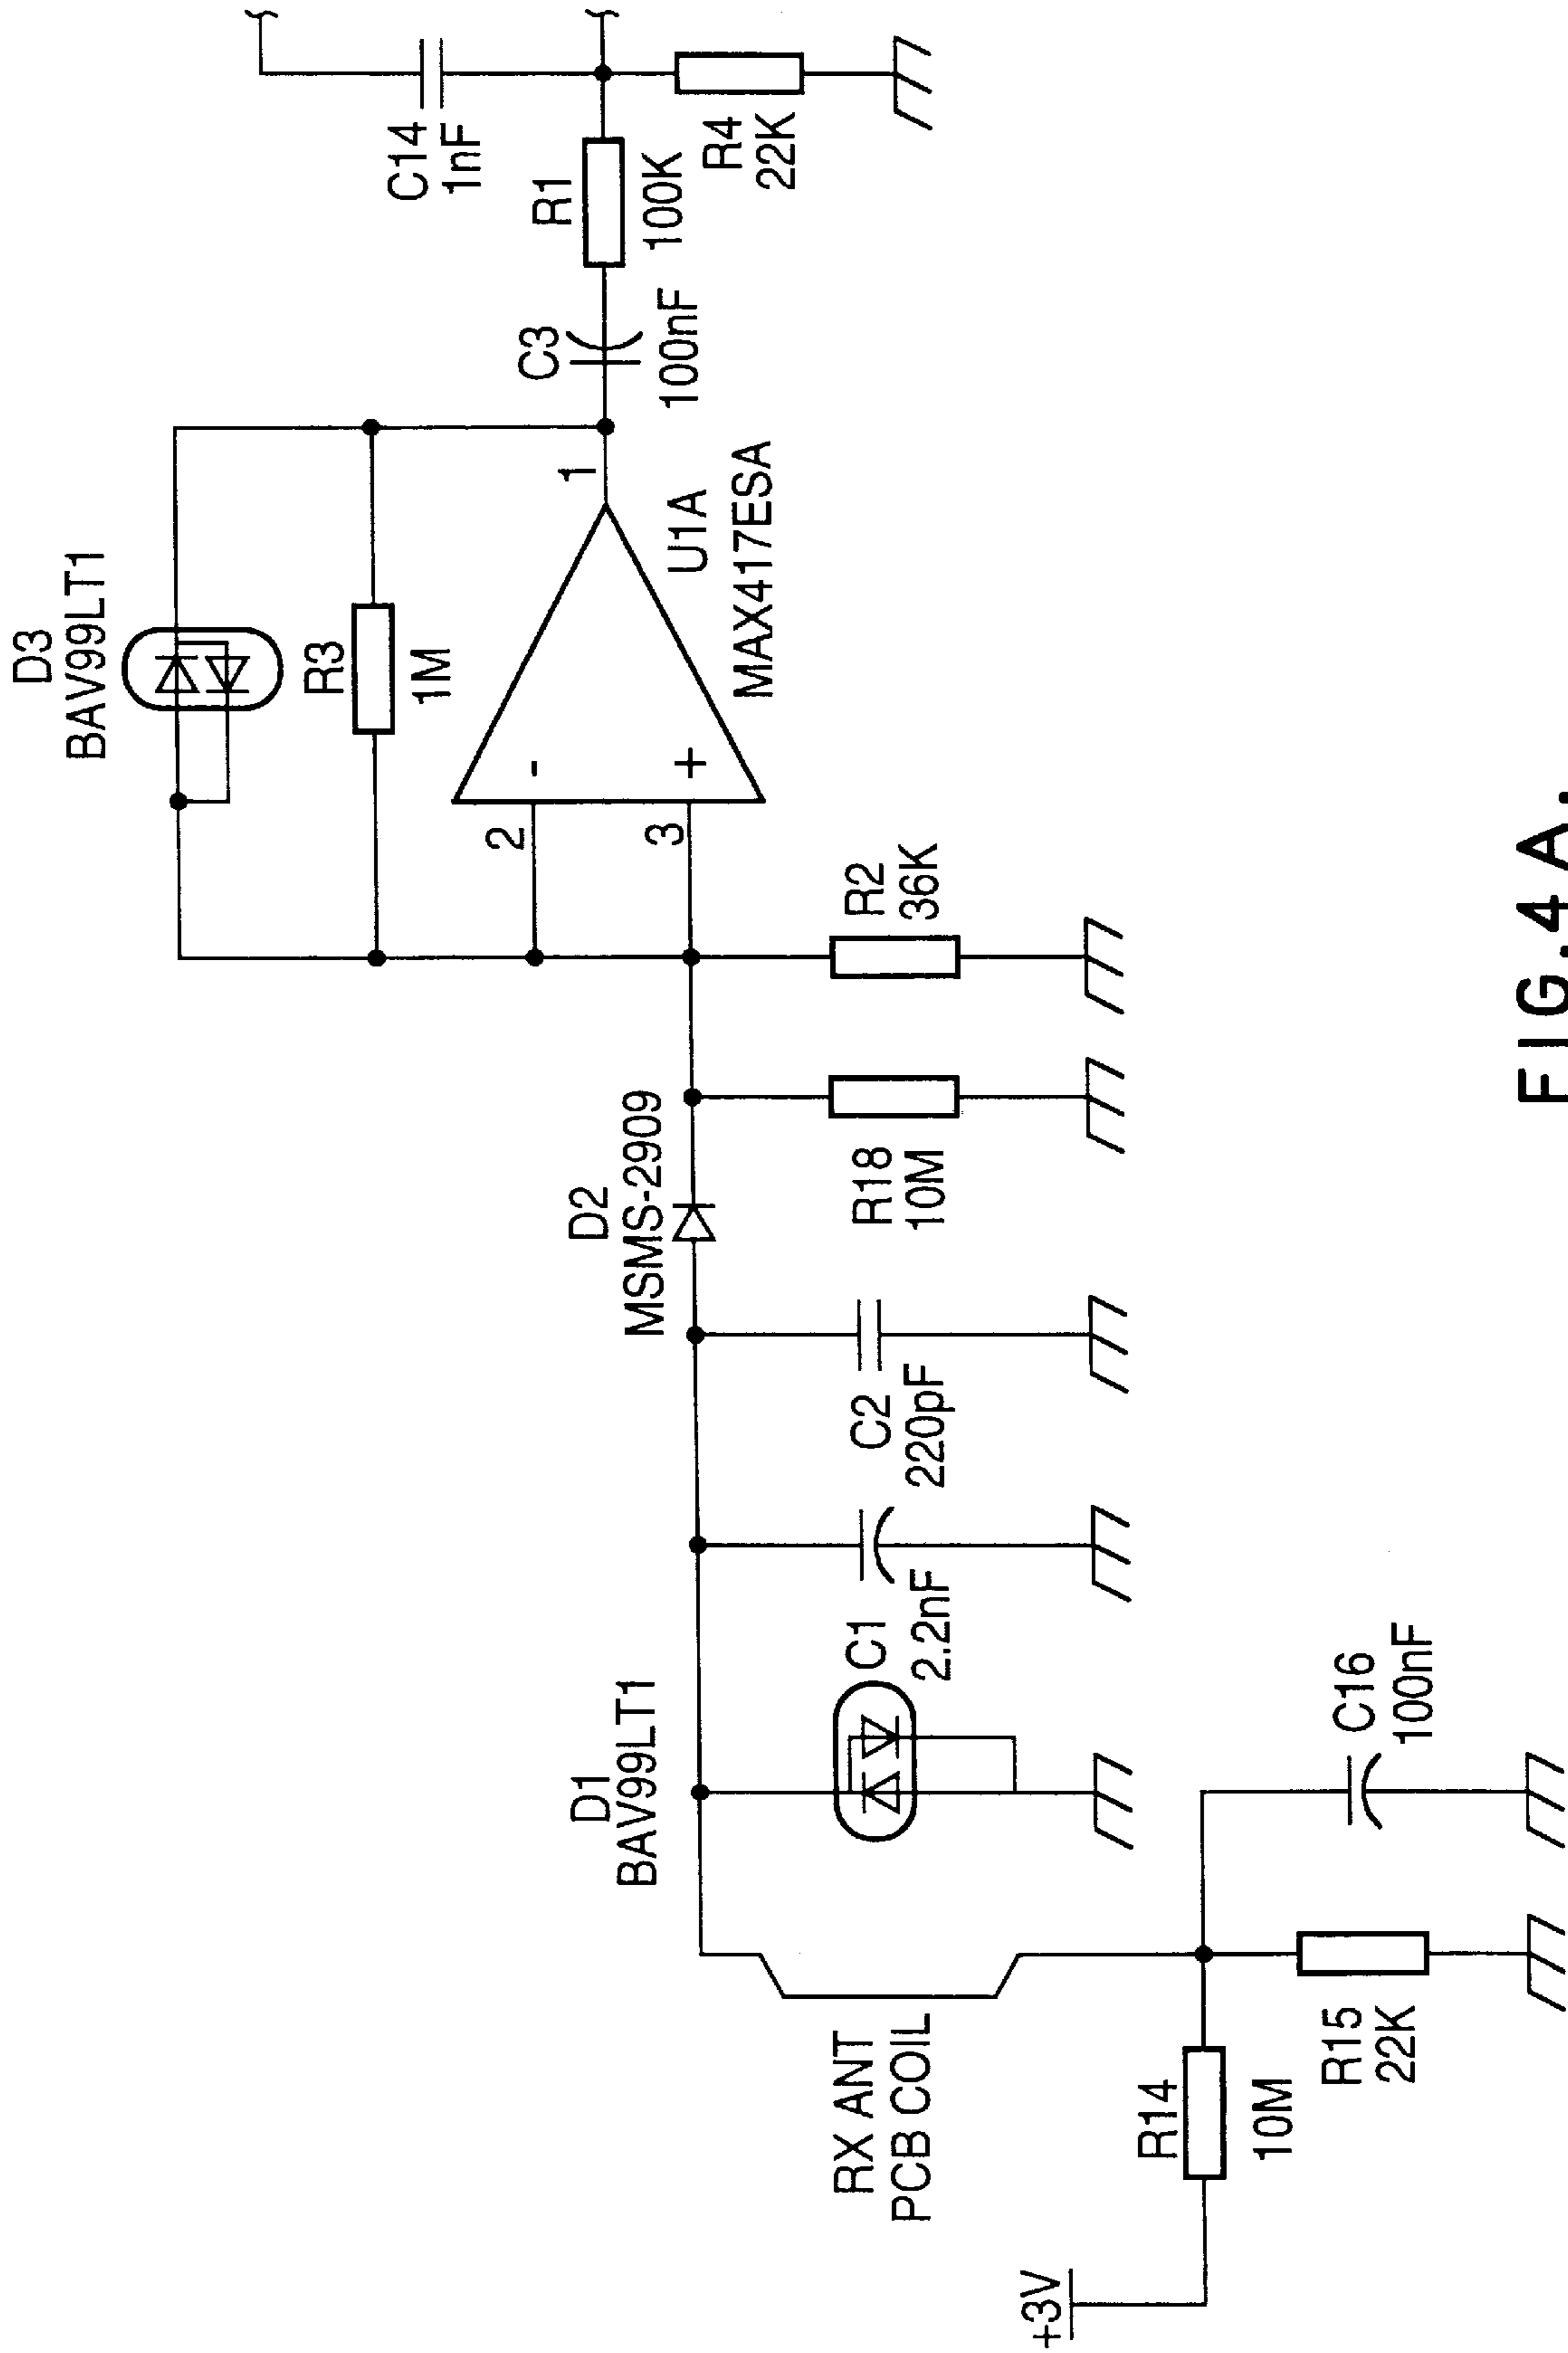 D3
BAV99LT1
R3
1M
C14
1nF
R1
100K
R4
22K
C3
100nF
1
U1A
MAX417ESA
-
+
2
3
R2
36K
D2
MSMS-2909
R18
10M
C2
220pF
C1
2.2nF
D1
BAV99LT1
C16
100nF
RX ANT
PCB COIL
R14
10M
R15
22K
+3V
FIG.4 A.